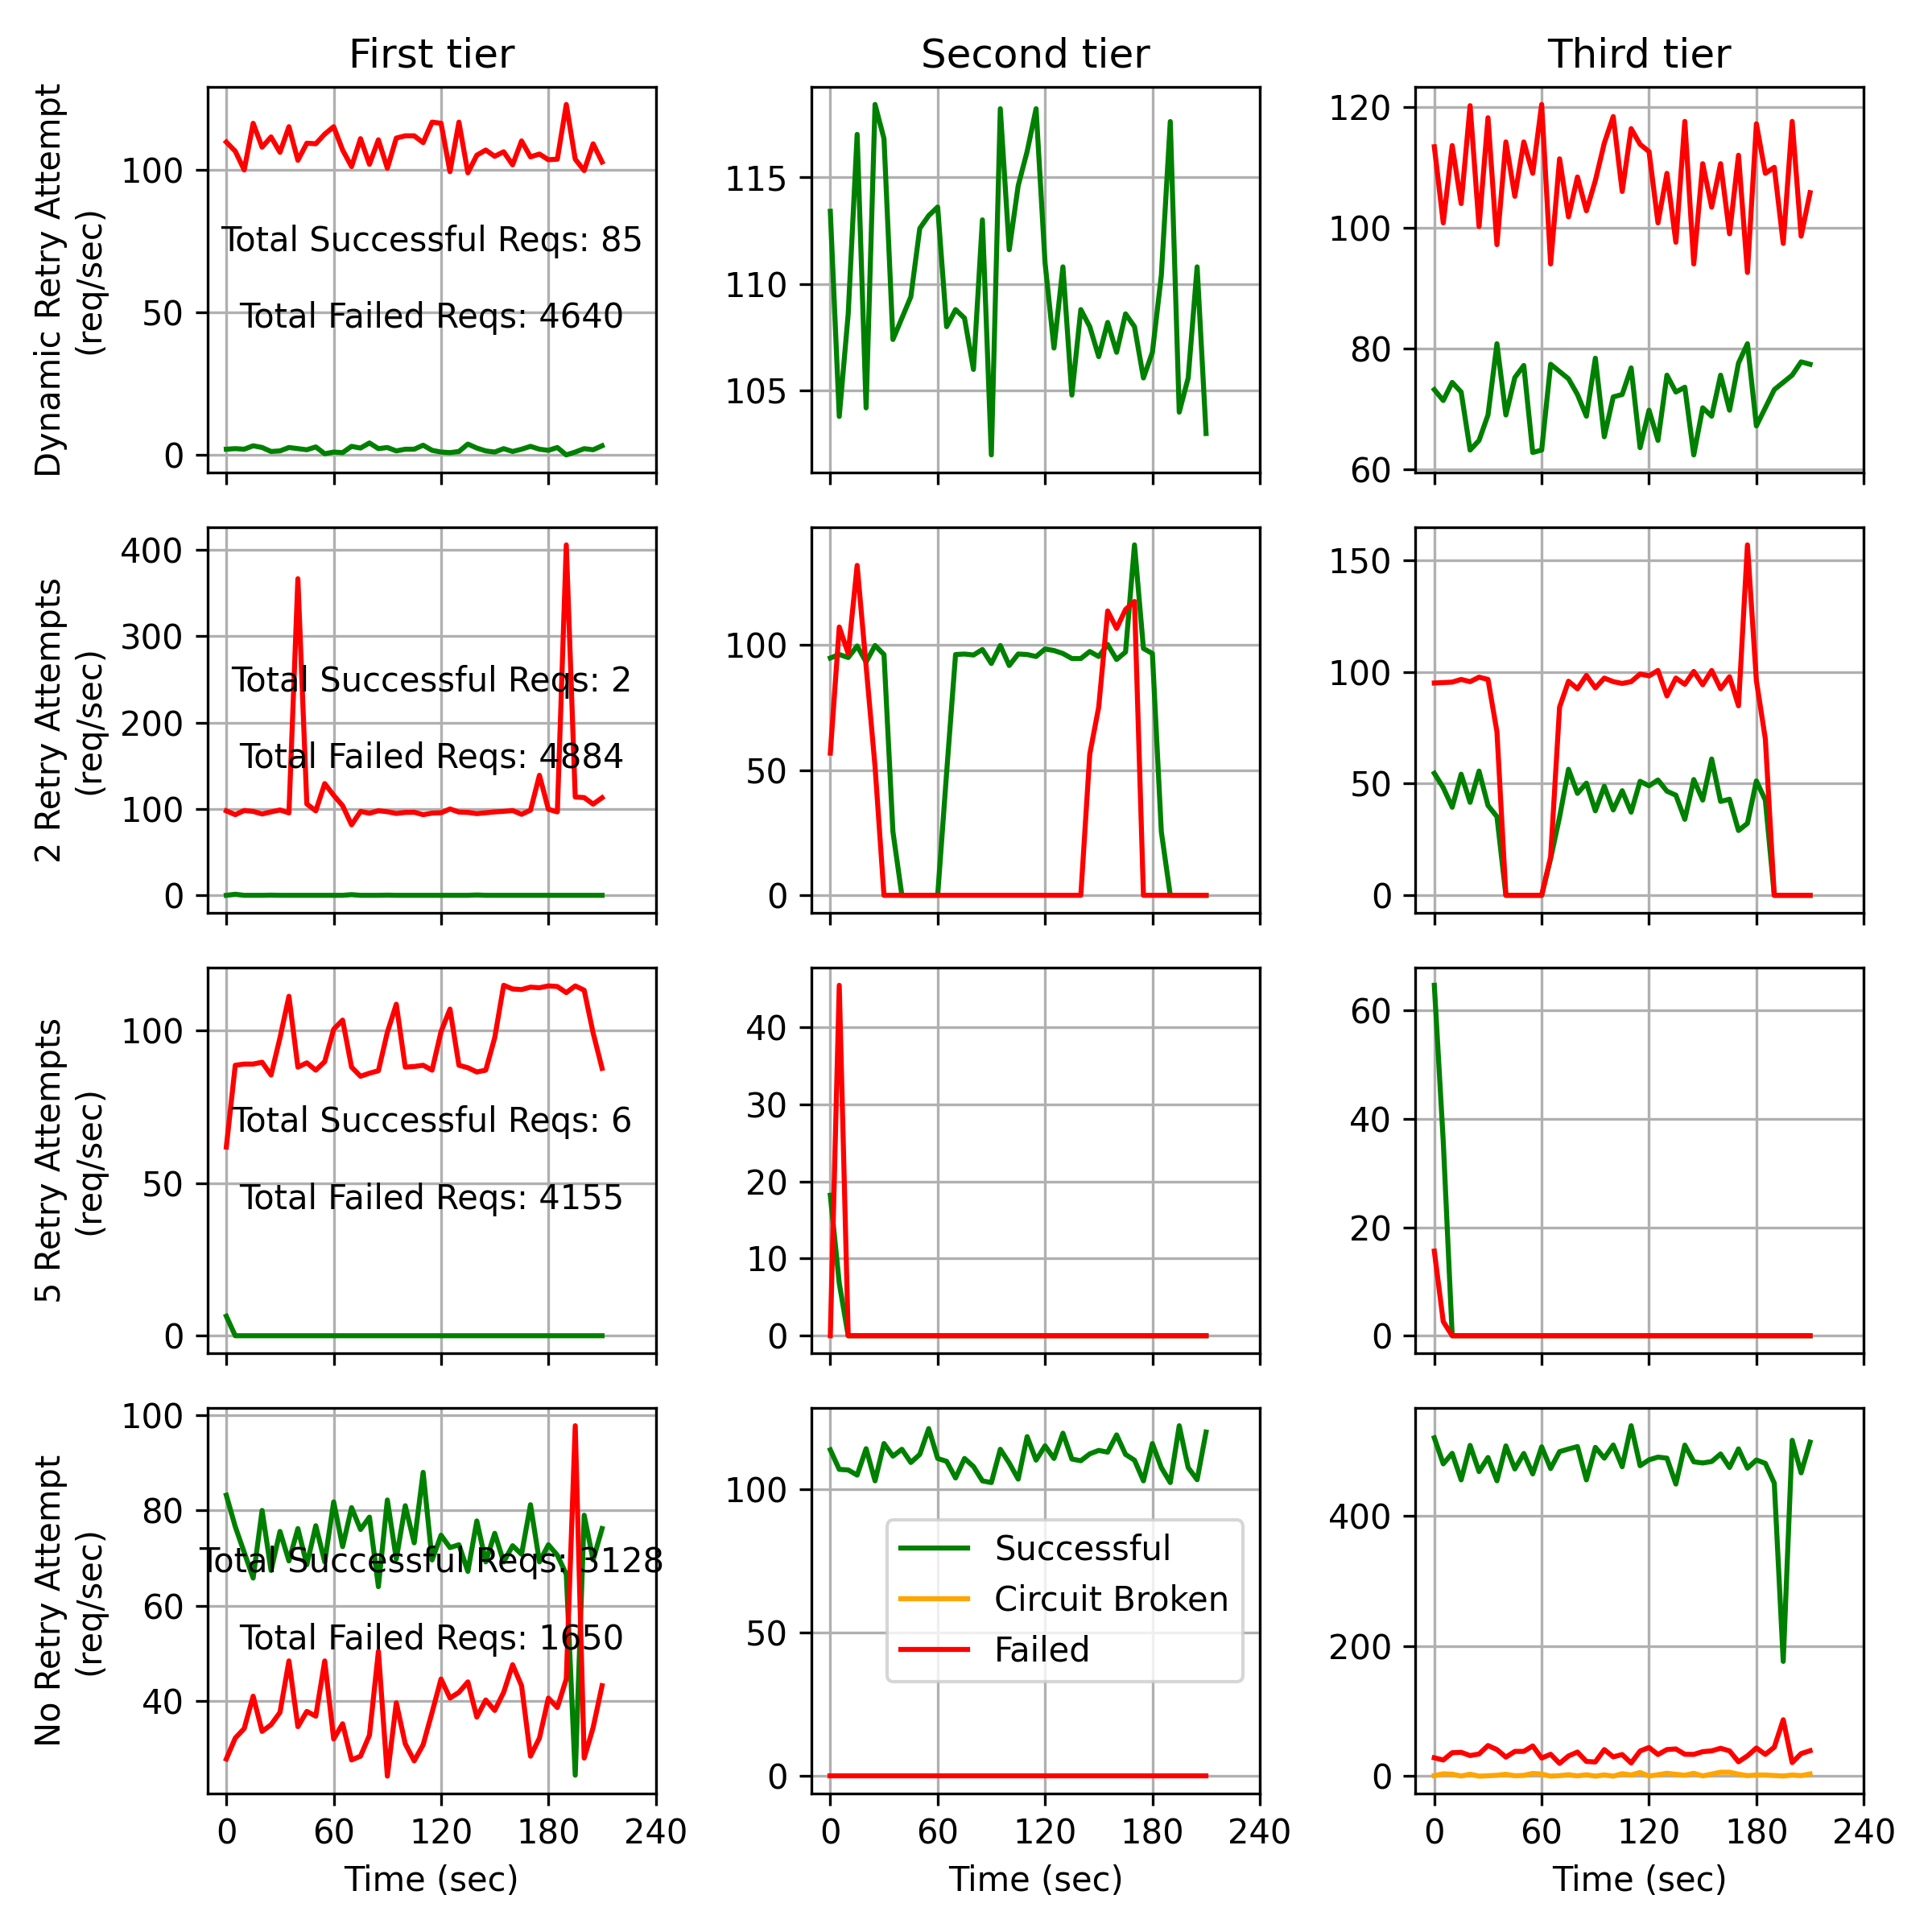 First tier
Second tier
Third tier
Dynamic Retry Attempt
(req/sec)
100
50
0
Total Successful Reqs: 85
Total Failed Reqs: 4640
115
110
105
120
100
80
60
2 Retry Attempts
(req/sec)
400
300
200
100
0
Total Successful Reqs: 2
Total Failed Reqs: 4884
100
50
0
150
100
50
0
5 Retry Attempts
(req/sec)
100
50
0
Total Successful Reqs: 6
Total Failed Reqs: 4155
40
30
20
10
0
60
40
20
0
No Retry Attempt
(req/sec)
100
80
60
40
Total Successful Reqs: 3128
Total Failed Reqs: 1650
0 60 120 180 240
Time (sec)
100
50
0
Successful
Circuit Broken
Failed
0 60 120 180 240
Time (sec)
400
200
0
0 60 120 180 240
Time (sec)